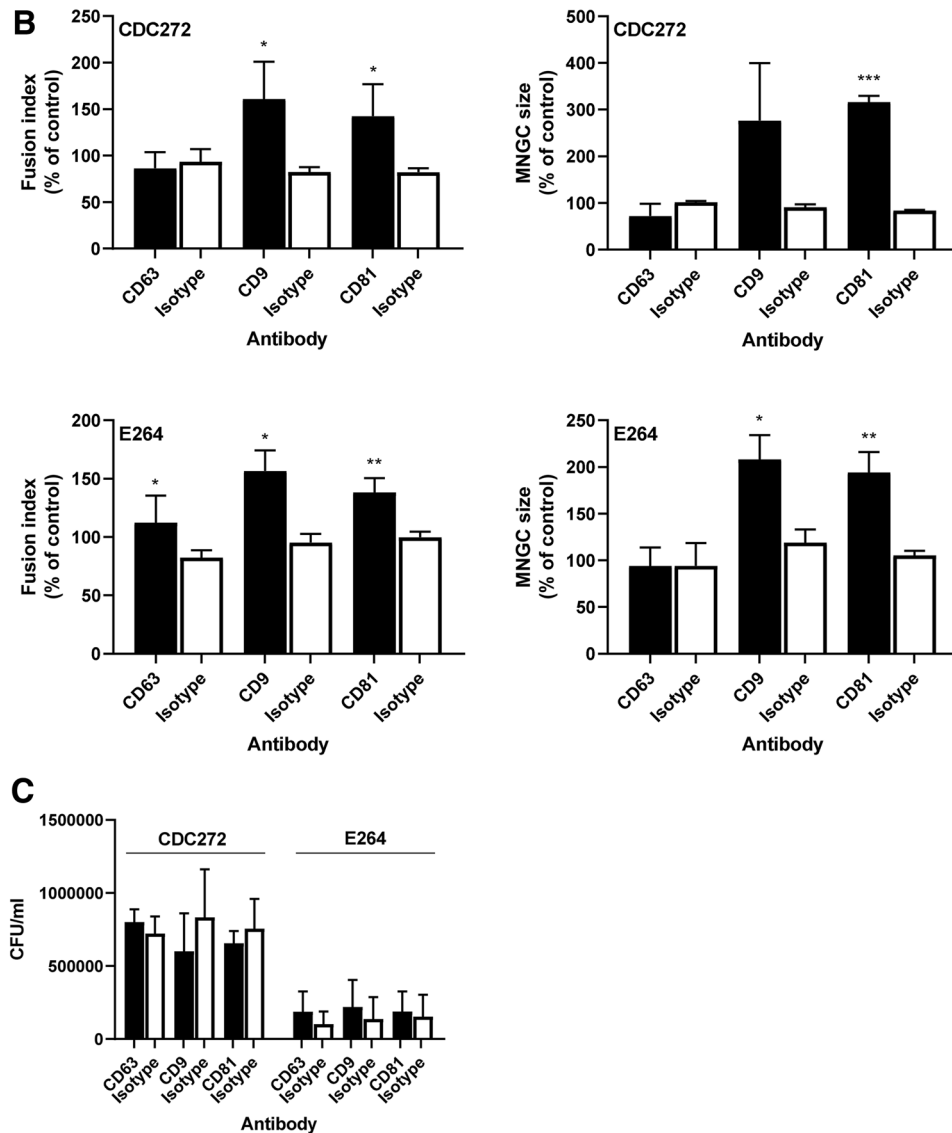 B
CDC272
Fusion index
(% of control)
250
200
150
100
50
0
*
*
CD63
Isotype
CD9
Isotype
CD81
Isotype
Antibody
CDC272
MNGC size
(% of control)
500
400
300
200
100
0
***
CD63
Isotype
CD9
Isotype
CD81
Isotype
Antibody
E264
Fusion index
(% of control)
200
150
100
50
0
*
*
**
CD63
Isotype
CD9
Isotype
CD81
Isotype
Antibody
E264
MNGC size
(% of control)
250
200
150
100
50
0
*
**
CD63
Isotype
CD9
Isotype
CD81
Isotype
Antibody
C
CDC272
E264
CFU/ml
1500000
1000000
500000
0
CD63
Isotype
CD9
Isotype
CD81
Isotype
CD63
Isotype
CD9
Isotype
CD81
Isotype
Antibody